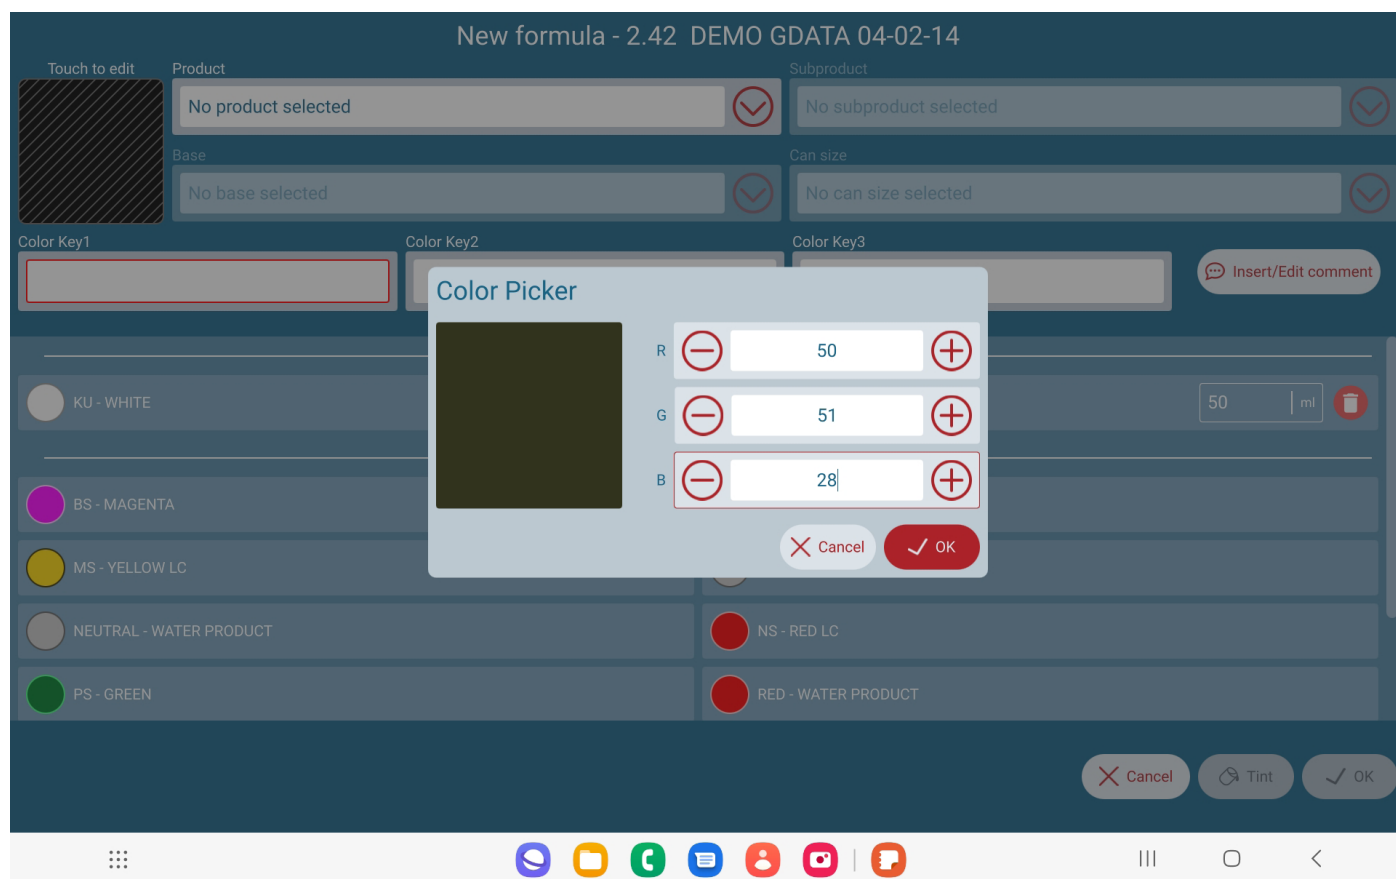 New formula - 2.42 DEMO GDATA 04-02-14
Touch to edit
Product
Subproduct
No product selected
No subproduct selected
Base
Can size
No base selected
No can size selected
Color Key1
Color Key2
Color Key3
Insert/Edit comment
Color Picker
R
50
G
51
B
28
Cancel
OK
KU - WHITE
50
ml
BS - MAGENTA
MS - YELLOW LC
NEUTRAL - WATER PRODUCT
NS - RED LC
PS - GREEN
RED - WATER PRODUCT
Cancel
Tint
OK